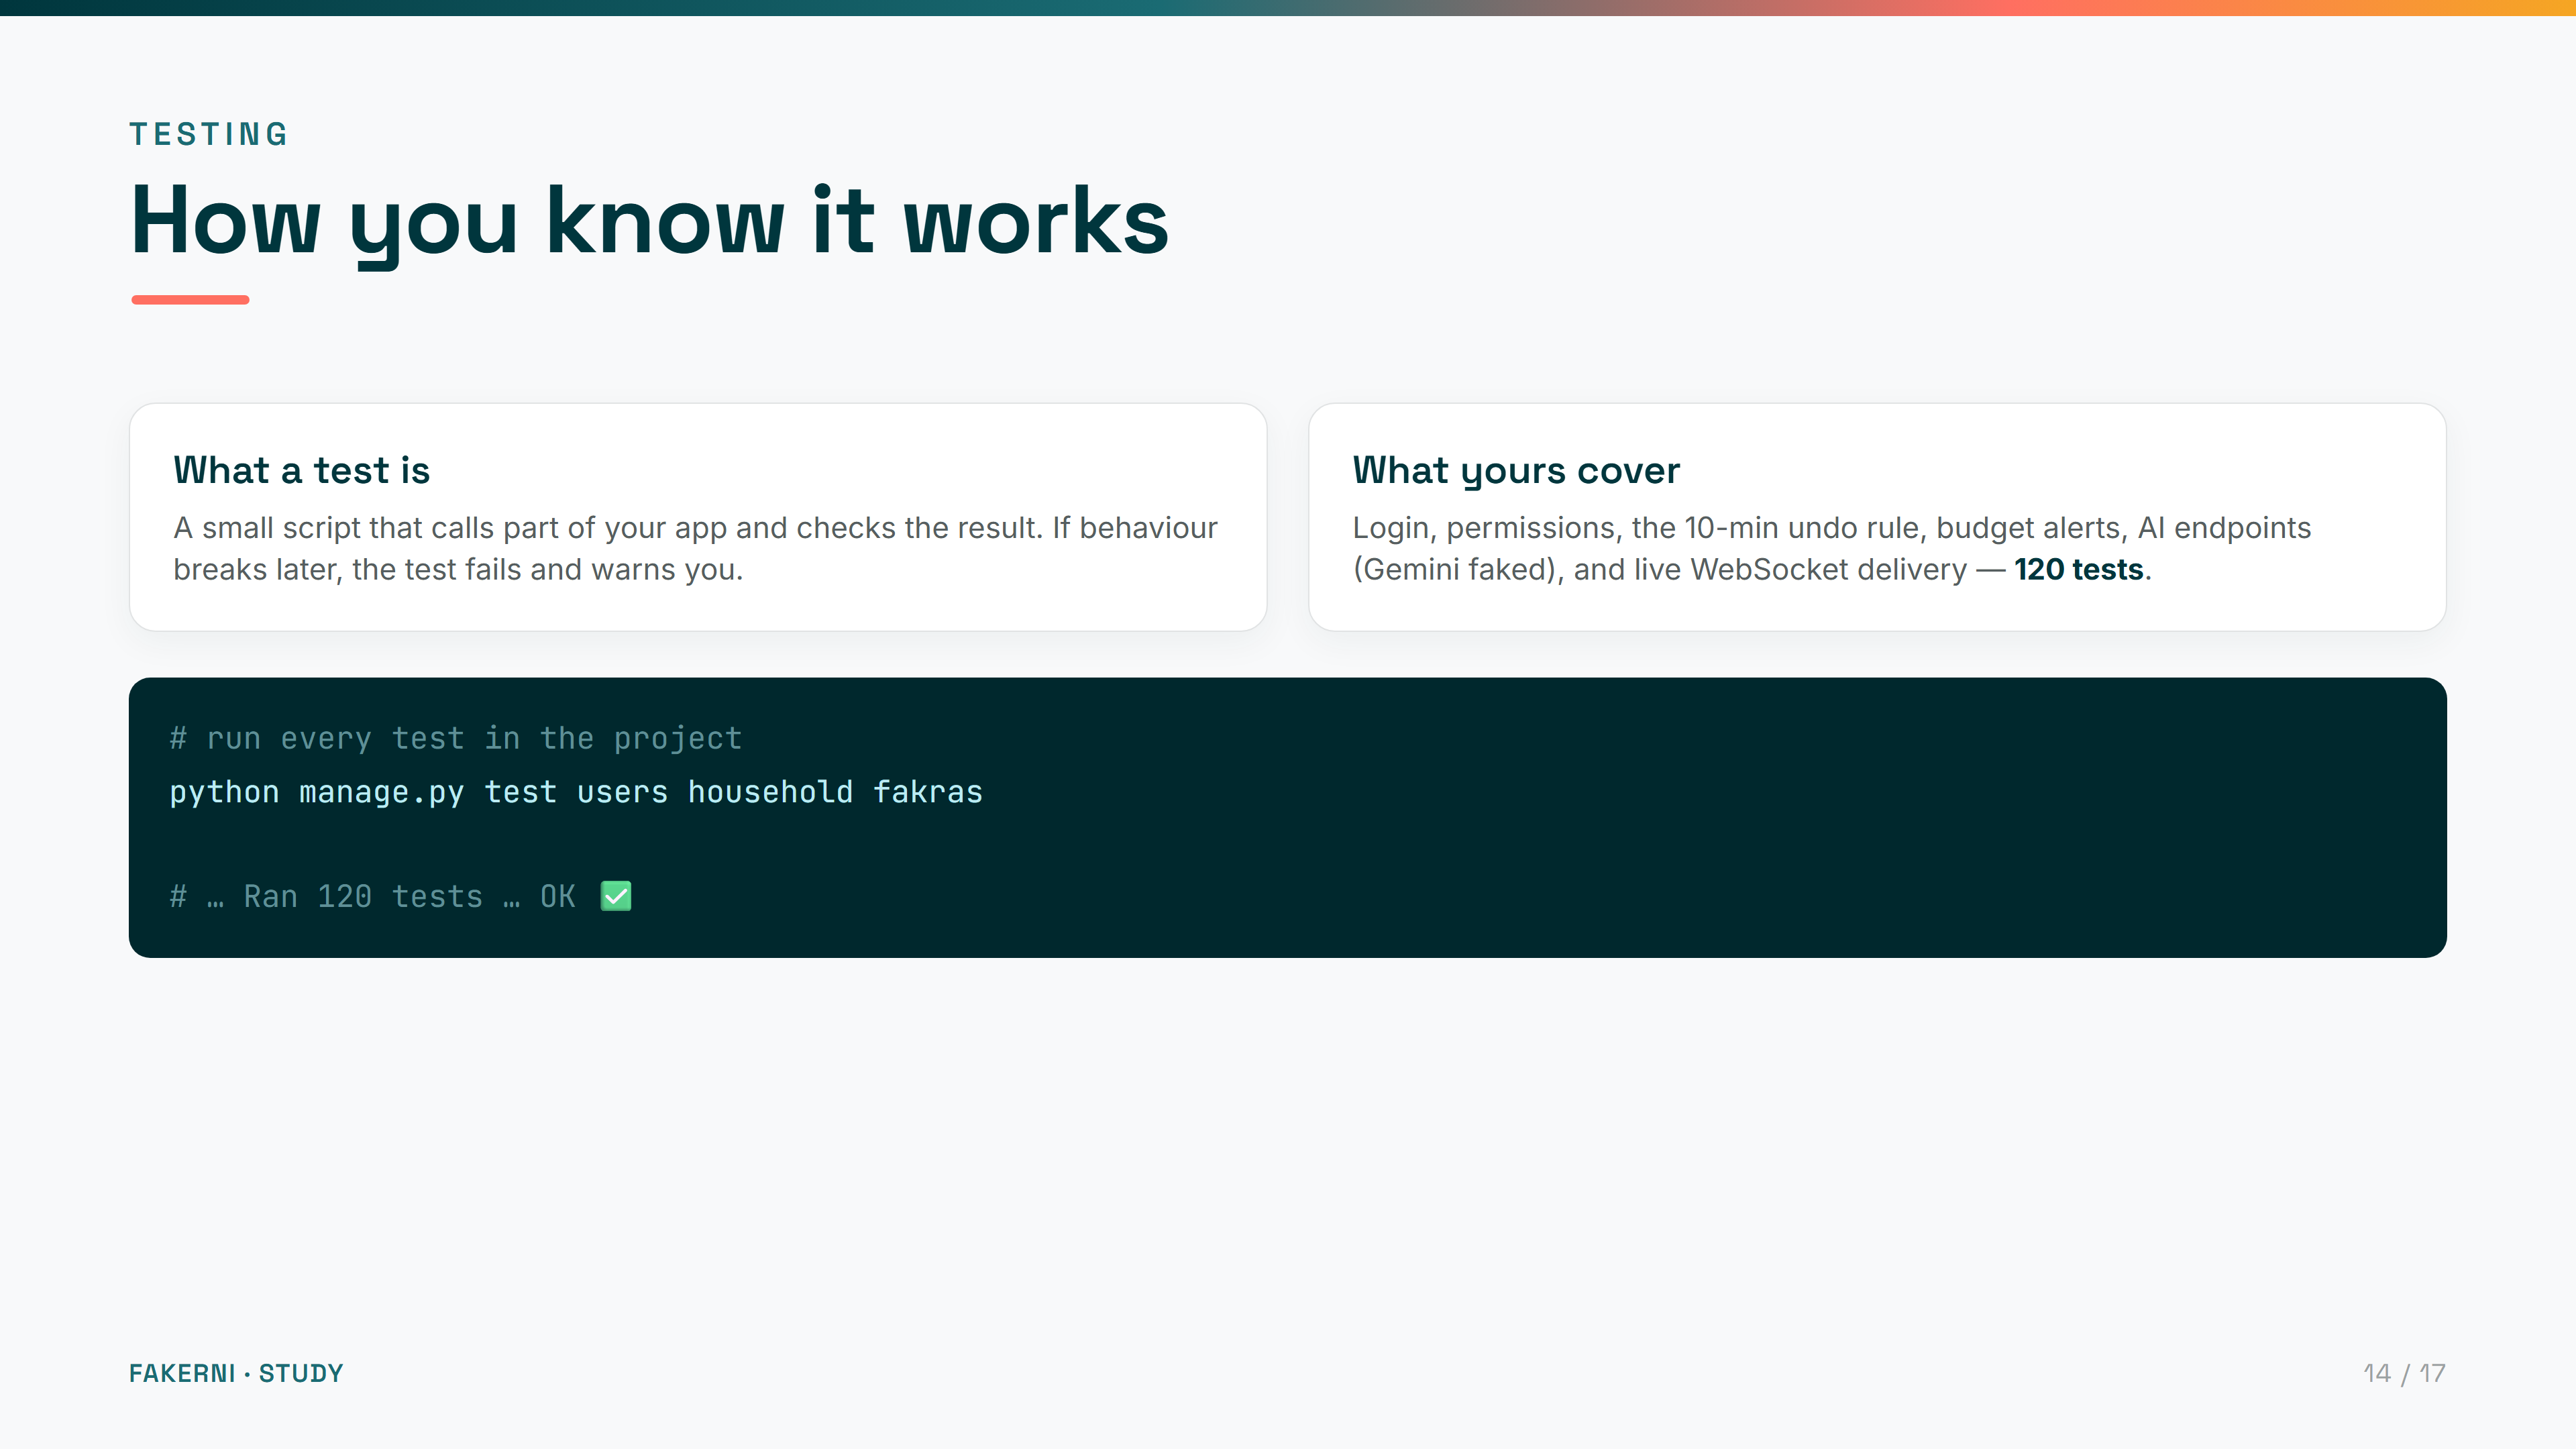 TESTING
How you know it works
What a test is
A small script that calls part of your app and checks the result. If behaviour
breaks later, the test fails and warns you.
What yours cover
Login, permissions, the 10-min undo rule, budget alerts, AI endpoints
(Gemini faked), and live WebSocket delivery — 120 tests.
# run every test in the project
python manage.py test users household fakras
# … Ran 120 tests … OK ✅
FAKERNI · STUDY
14 / 17